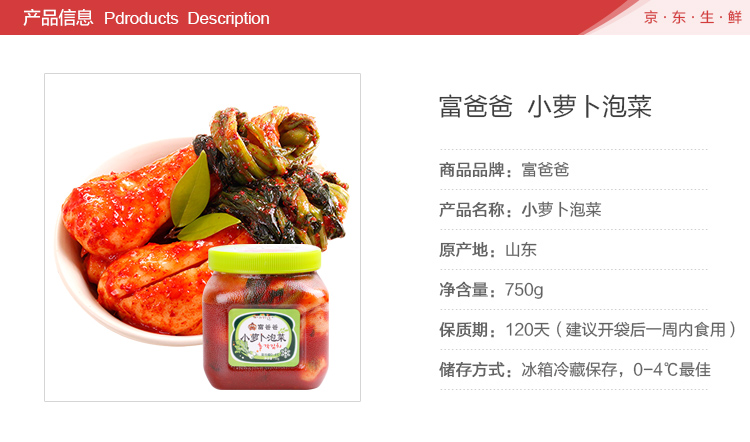 产品信息 Pdroducts Description
京·东·生·鲜
富爸爸 小萝卜泡菜
商品品牌：富爸爸
产品名称：小萝卜泡菜
原产地：山东
净含量：750g
保质期：120天（建议开袋后一周内食用）
储存方式：冰箱冷藏保存，0-4℃最佳
富爸爸
小萝卜泡菜